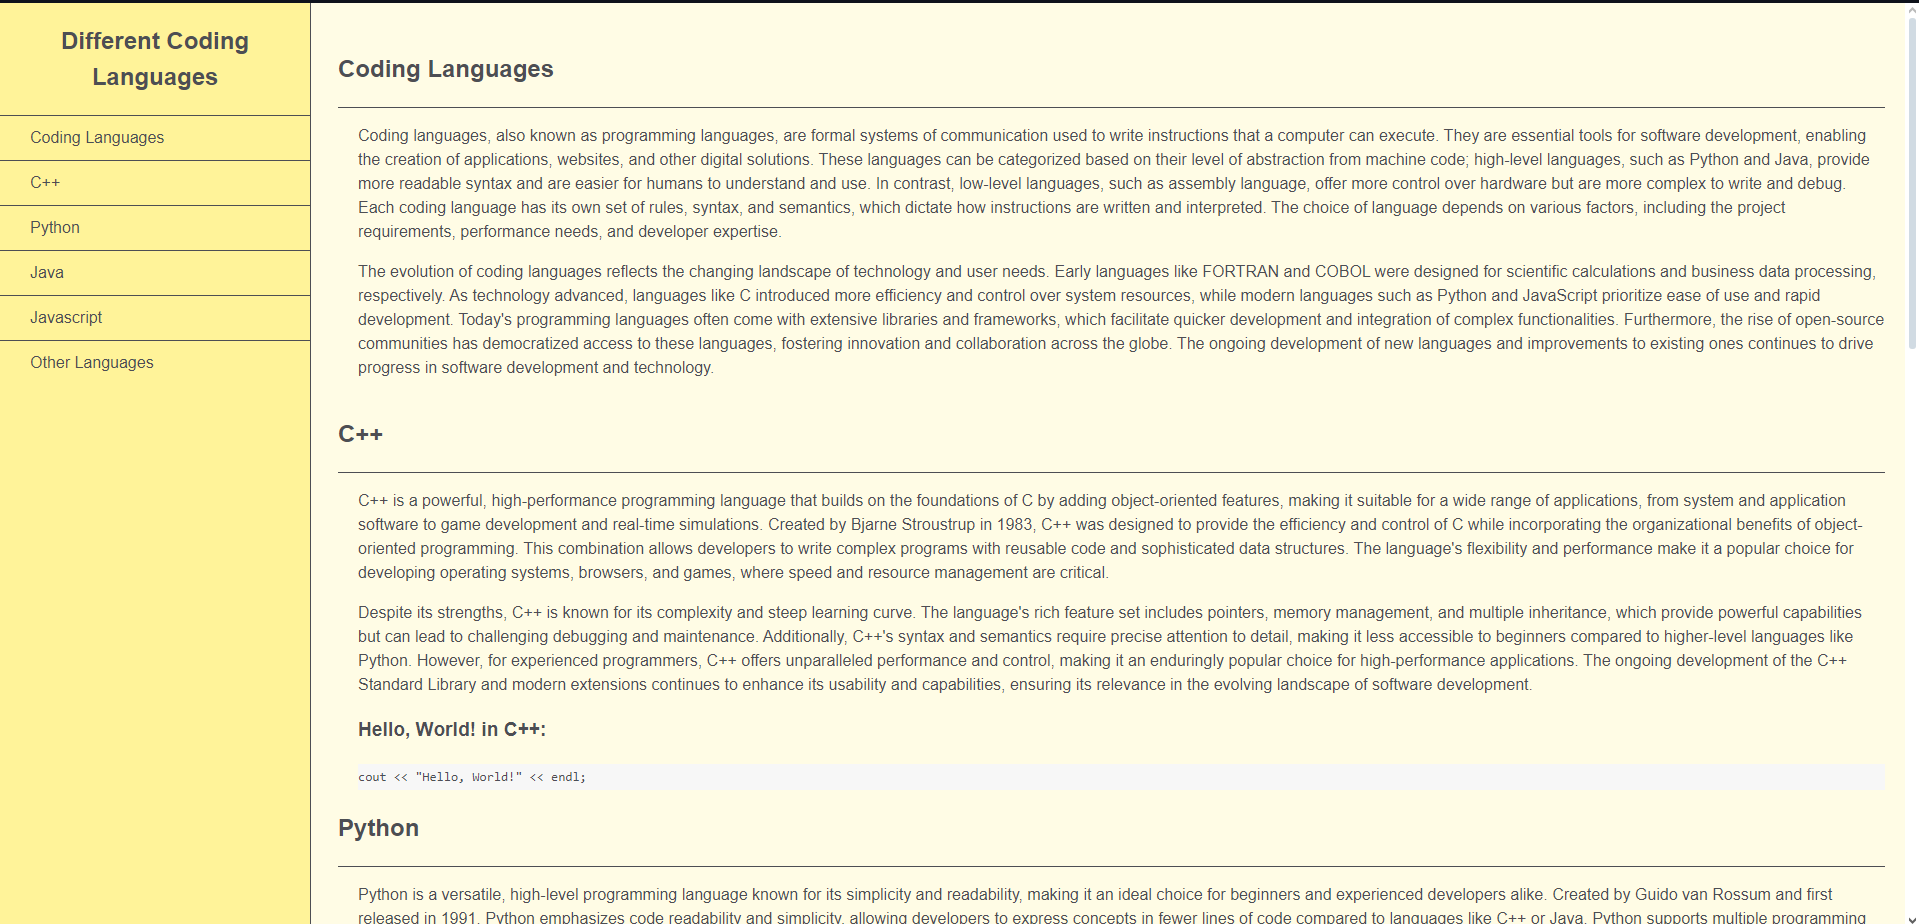 Different Coding
Languages
Coding Languages
C++
Python
Java
Javascript
Other Languages
Coding Languages
Coding languages, also known as programming languages, are formal systems of communication used to write instructions that a computer can execute. They are essential tools for software development, enabling
the creation of applications, websites, and other digital solutions. These languages can be categorized based on their level of abstraction from machine code; high-level languages, such as Python and Java, provide
more readable syntax and are easier for humans to understand and use. In contrast, low-level languages, such as assembly language, offer more control over hardware but are more complex to write and debug.
Each coding language has its own set of rules, syntax, and semantics, which dictate how instructions are written and interpreted. The choice of language depends on various factors, including the project
requirements, performance needs, and developer expertise.
The evolution of coding languages reflects the changing landscape of technology and user needs. Early languages like FORTRAN and COBOL were designed for scientific calculations and business data processing,
respectively. As technology advanced, languages like C introduced more efficiency and control over system resources, while modern languages such as Python and JavaScript prioritize ease of use and rapid
development. Today's programming languages often come with extensive libraries and frameworks, which facilitate quicker development and integration of complex functionalities. Furthermore, the rise of open-source
communities has democratized access to these languages, fostering innovation and collaboration across the globe. The ongoing development of new languages and improvements to existing ones continues to drive
progress in software development and technology.
C++
C++ is a powerful, high-performance programming language that builds on the foundations of C by adding object-oriented features, making it suitable for a wide range of applications, from system and application
software to game development and real-time simulations. Created by Bjarne Stroustrup in 1983, C++ was designed to provide the efficiency and control of C while incorporating the organizational benefits of object-
oriented programming. This combination allows developers to write complex programs with reusable code and sophisticated data structures. The language's flexibility and performance make it a popular choice for
developing operating systems, browsers, and games, where speed and resource management are critical.
Despite its strengths, C++ is known for its complexity and steep learning curve. The language's rich feature set includes pointers, memory management, and multiple inheritance, which provide powerful capabilities
but can lead to challenging debugging and maintenance. Additionally, C++'s syntax and semantics require precise attention to detail, making it less accessible to beginners compared to higher-level languages like
Python. However, for experienced programmers, C++ offers unparalleled performance and control, making it an enduringly popular choice for high-performance applications. The ongoing development of the C++
Standard Library and modern extensions continues to enhance its usability and capabilities, ensuring its relevance in the evolving landscape of software development.
Hello, World! in C++:
cout << "Hello, World!" << endl;
Python
Python is a versatile, high-level programming language known for its simplicity and readability, making it an ideal choice for beginners and experienced developers alike. Created by Guido van Rossum and first
released in 1991, Python emphasizes code readability and simplicity, allowing developers to express concepts in fewer lines of code compared to languages like C++ or Java. Python supports multiple programming